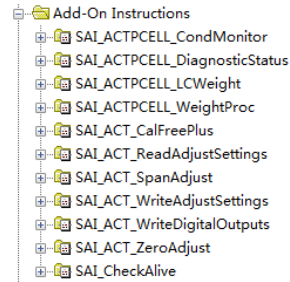 Add-On Instructions
SAI_ACTPCELL_CondMonitor
SAI_ACTPCELL_DiagnosticStatus
SAI_ACTPCELL_LCWeight
SAI_ACTPCELL_WeightProc
SAI_ACT_CalFreePlus
SAI_ACT_ReadAdjustSettings
SAI_ACT_SpanAdjust
SAI_ACT_WriteAdjustSettings
SAI_ACT_WriteDigitalOutputs
SAI_ACT_ZeroAdjust
SAI_CheckAlive